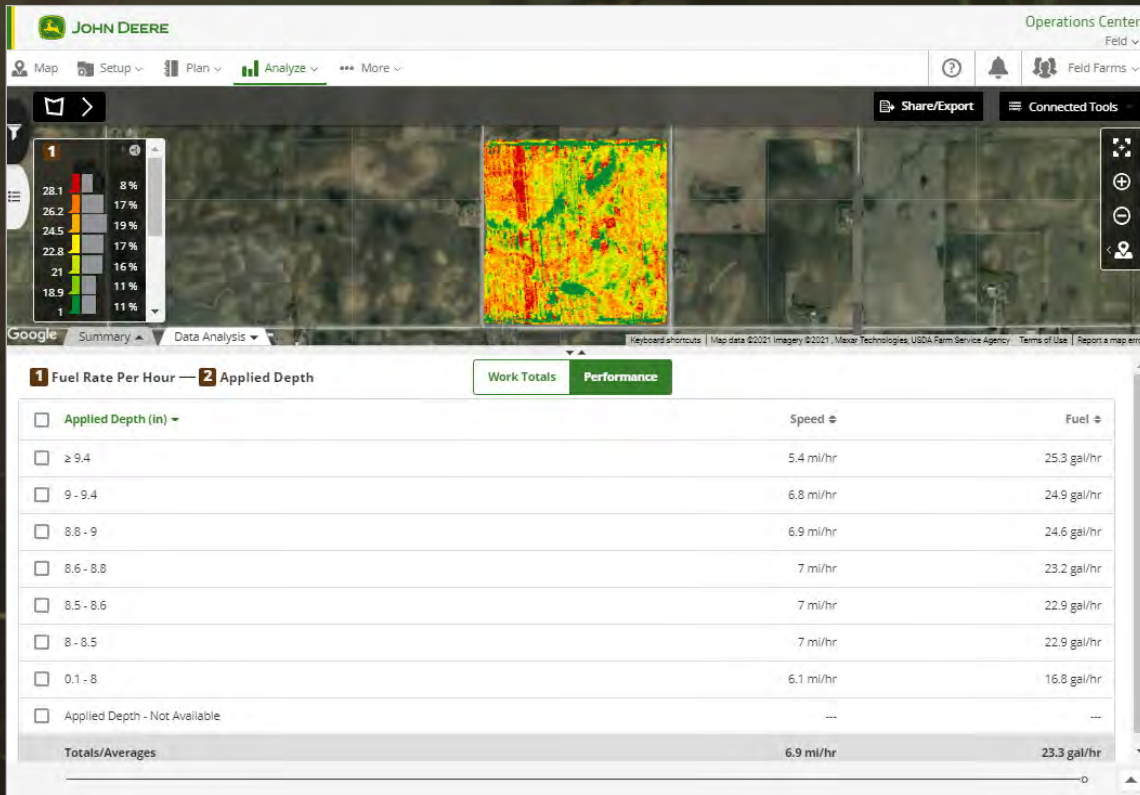 JOHN DEERE
Operations Center
Feld
Map Setup Plan Analyze More Feld Farms
Share/Export Connected Tools
1
28.1 8%
26.2 17%
24.5 19%
22.8 17%
21 16%
18.9 11%
1 11%
Google Summary Data Analysis Keyboard shortcuts Map data ©2021 Imagery ©2021, Maxar Technologies, USDA Farm Service Agency Terms of Use Report a map erro
1 Fuel Rate Per Hour — 2 Applied Depth Work Totals Performance
Applied Depth (in) Speed Fuel
≥ 9.4 5.4 mi/hr 25.3 gal/hr
9 - 9.4 6.8 mi/hr 24.9 gal/hr
8.8 - 9 6.9 mi/hr 24.6 gal/hr
8.6 - 8.8 7 mi/hr 23.2 gal/hr
8.5 - 8.6 7 mi/hr 22.9 gal/hr
8 - 8.5 7 mi/hr 22.9 gal/hr
0.1 - 8 6.1 mi/hr 16.8 gal/hr
Applied Depth - Not Available --- ---
Totals/Averages 6.9 mi/hr 23.3 gal/hr